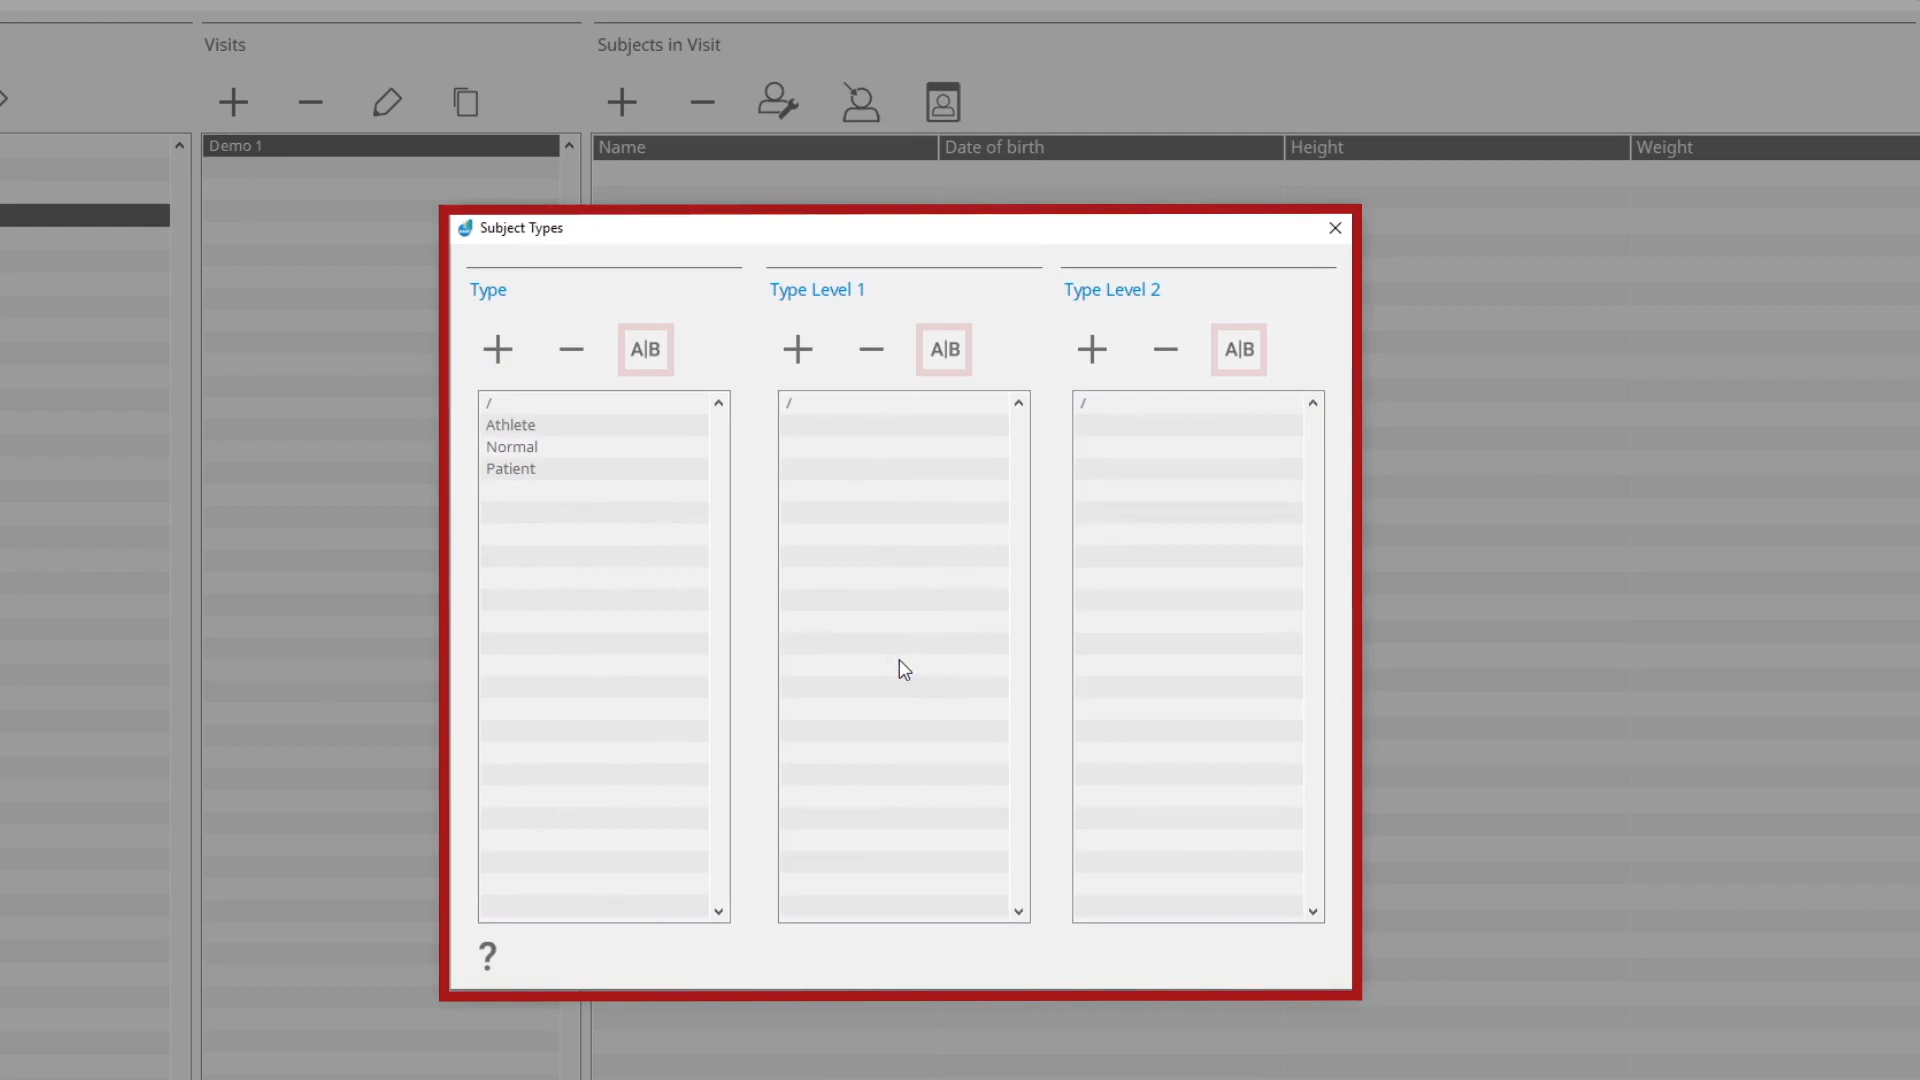 Visits
Subjects in Visit
Demo 1
Name
Date of birth
Height
Weight
Subject Types
Type
Type Level 1
Type Level 2
A|B
A|B
A|B
/
Athlete
Normal
Patient
/
/
?